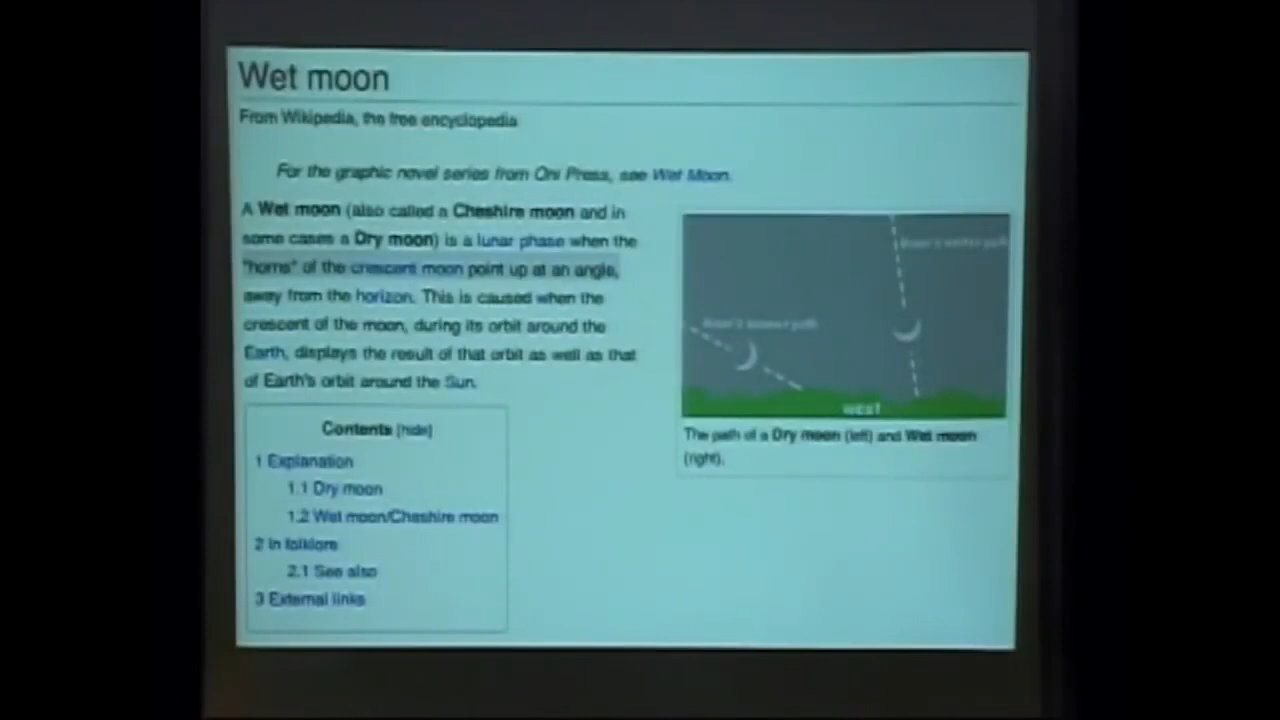 Wet moon
From Wikipedia, the free encyclopedia
For the graphic novel series from Oni Press, see Wet Moon.
A Wet moon (also called a Cheshire moon and in
some cases a Dry moon) is a lunar phase when the
"horns" of the crescent moon point up at an angle,
away from the horizon. This is caused when the
crescent of the moon, during its orbit around the
Earth, displays the result of that orbit as well as that
of Earth's orbit around the Sun.
Contents [hide]
1 Explanation
1.1 Dry moon
1.2 Wet moon/Cheshire moon
2 In folklore
2.1 See also
3 External links
Moon's winter path
Moon's summer path
WEST
The path of a Dry moon (left) and Wet moon
(right).